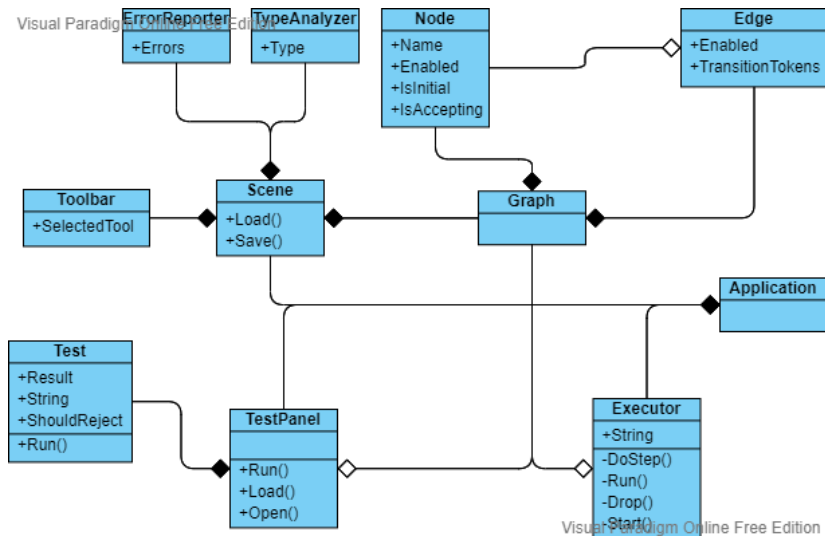 Visual Paradigm Online Free Edition
ErrorReporter
+Errors
TypeAnalyzer
+Type
Node
+Name
+Enabled
+IsInitial
+IsAccepting
Edge
+Enabled
+TransitionTokens
Toolbar
+SelectedTool
Scene
+Load()
+Save()
Graph
Application
Test
+Result
+String
+ShouldReject
+Run()
TestPanel
+Run()
+Load()
+Open()
Executor
+String
-DoStep()
-Run()
-Drop()
-Start()
Visual Paradigm Online Free Edition